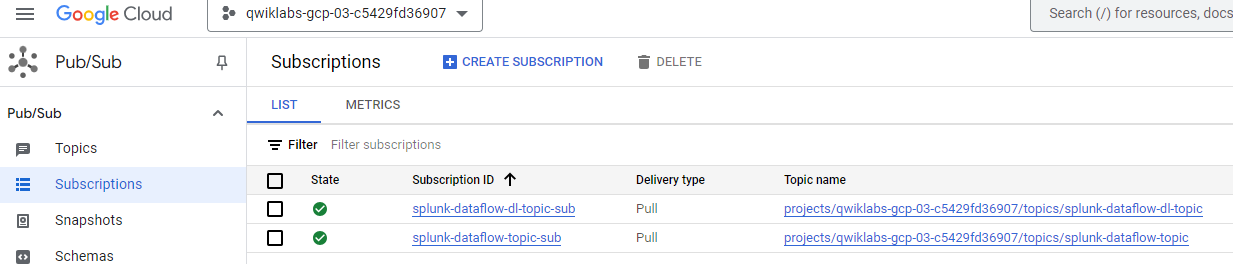 Google Cloud
qwiklabs-gcp-03-c5429fd36907
Search (/) for resources, docs
Pub/Sub
Subscriptions
CREATE SUBSCRIPTION
DELETE
Pub/Sub
LIST
METRICS
Topics
Filter
Filter subscriptions
Subscriptions
State
Subscription ID
Delivery type
Topic name
splunk-dataflow-dl-topic-sub
Pull
projects/qwiklabs-gcp-03-c5429fd36907/topics/splunk-dataflow-dl-topic
Snapshots
splunk-dataflow-topic-sub
Pull
projects/qwiklabs-gcp-03-c5429fd36907/topics/splunk-dataflow-topic
Schemas